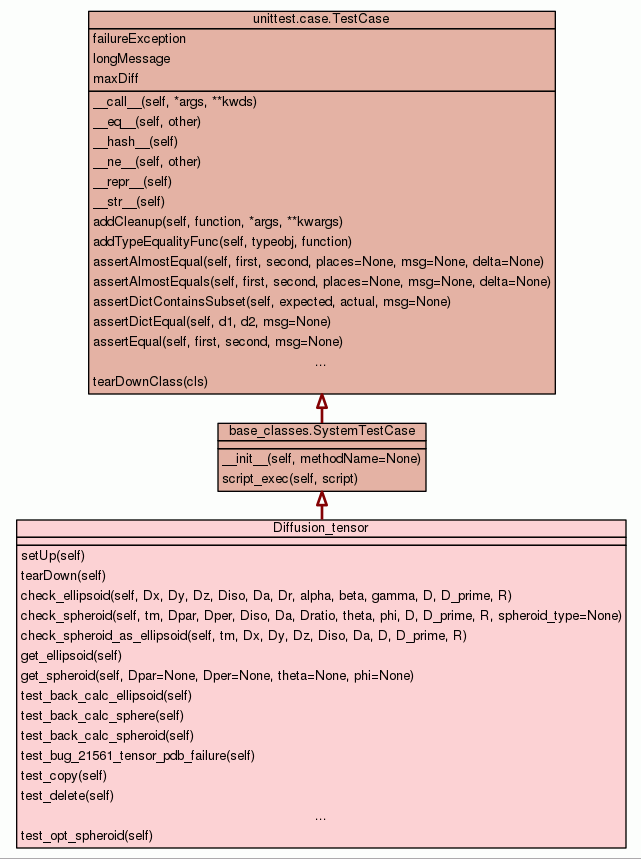 unittest.case.TestCase
failureException
longMessage
maxDiff
__call__(self, *args, **kwds)
__eq__(self, other)
__hash__(self)
__ne__(self, other)
__repr__(self)
__str__(self)
addCleanup(self, function, *args, **kwargs)
addTypeEqualityFunc(self, typeobj, function)
assertAlmostEqual(self, first, second, places=None, msg=None, delta=None)
assertAlmostEquals(self, first, second, places=None, msg=None, delta=None)
assertDictContainsSubset(self, expected, actual, msg=None)
assertDictEqual(self, d1, d2, msg=None)
assertEqual(self, first, second, msg=None)
...
tearDownClass(cls)
base_classes.SystemTestCase
__init__(self, methodName=None)
script_exec(self, script)
Diffusion_tensor
setUp(self)
tearDown(self)
check_ellipsoid(self, Dx, Dy, Dz, Diso, Da, Dr, alpha, beta, gamma, D, D_prime, R)
check_spheroid(self, tm, Dpar, Dper, Diso, Da, Dratio, theta, phi, D, D_prime, R, spheroid_type=None)
check_spheroid_as_ellipsoid(self, tm, Dx, Dy, Dz, Diso, Da, D, D_prime, R)
get_ellipsoid(self)
get_spheroid(self, Dpar=None, Dper=None, theta=None, phi=None)
test_back_calc_ellipsoid(self)
test_back_calc_sphere(self)
test_back_calc_spheroid(self)
test_bug_21561_tensor_pdb_failure(self)
test_copy(self)
test_delete(self)
...
test_opt_spheroid(self)